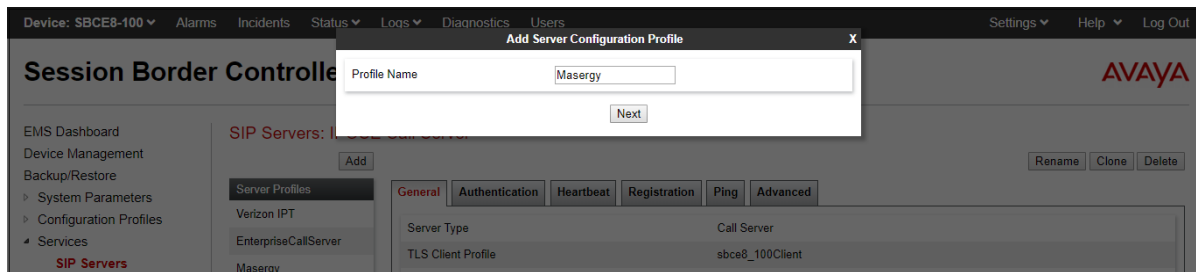 Device: SBCE8-100 Alarms Incidents Status Logs Diagnostics Users Settings Help Log Out
Add Server Configuration Profile X
Session Border Controlle
AVAYA
Profile Name Masergy
Next
EMS Dashboard
Device Management
Backup/Restore
System Parameters
Configuration Profiles
Services
SIP Servers
SIP Servers:
Add
Rename Clone Delete
Server Profiles
Verizon IPT
EnterpriseCallServer
Masergy
General Authentication Heartbeat Registration Ping Advanced
Server Type Call Server
TLS Client Profile sbce8_100Client